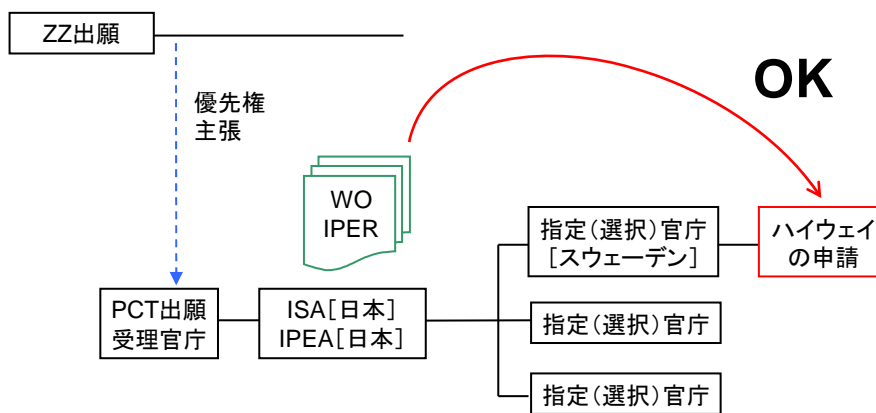 ZZ出願
OK
優先権
主張
WO
IPER
指定(選択)官庁
[スウェーデン]
ハイウェイ
の申請
PCT出願
受理官庁
ISA[日本]
IPEA[日本]
指定(選択)官庁
指定(選択)官庁